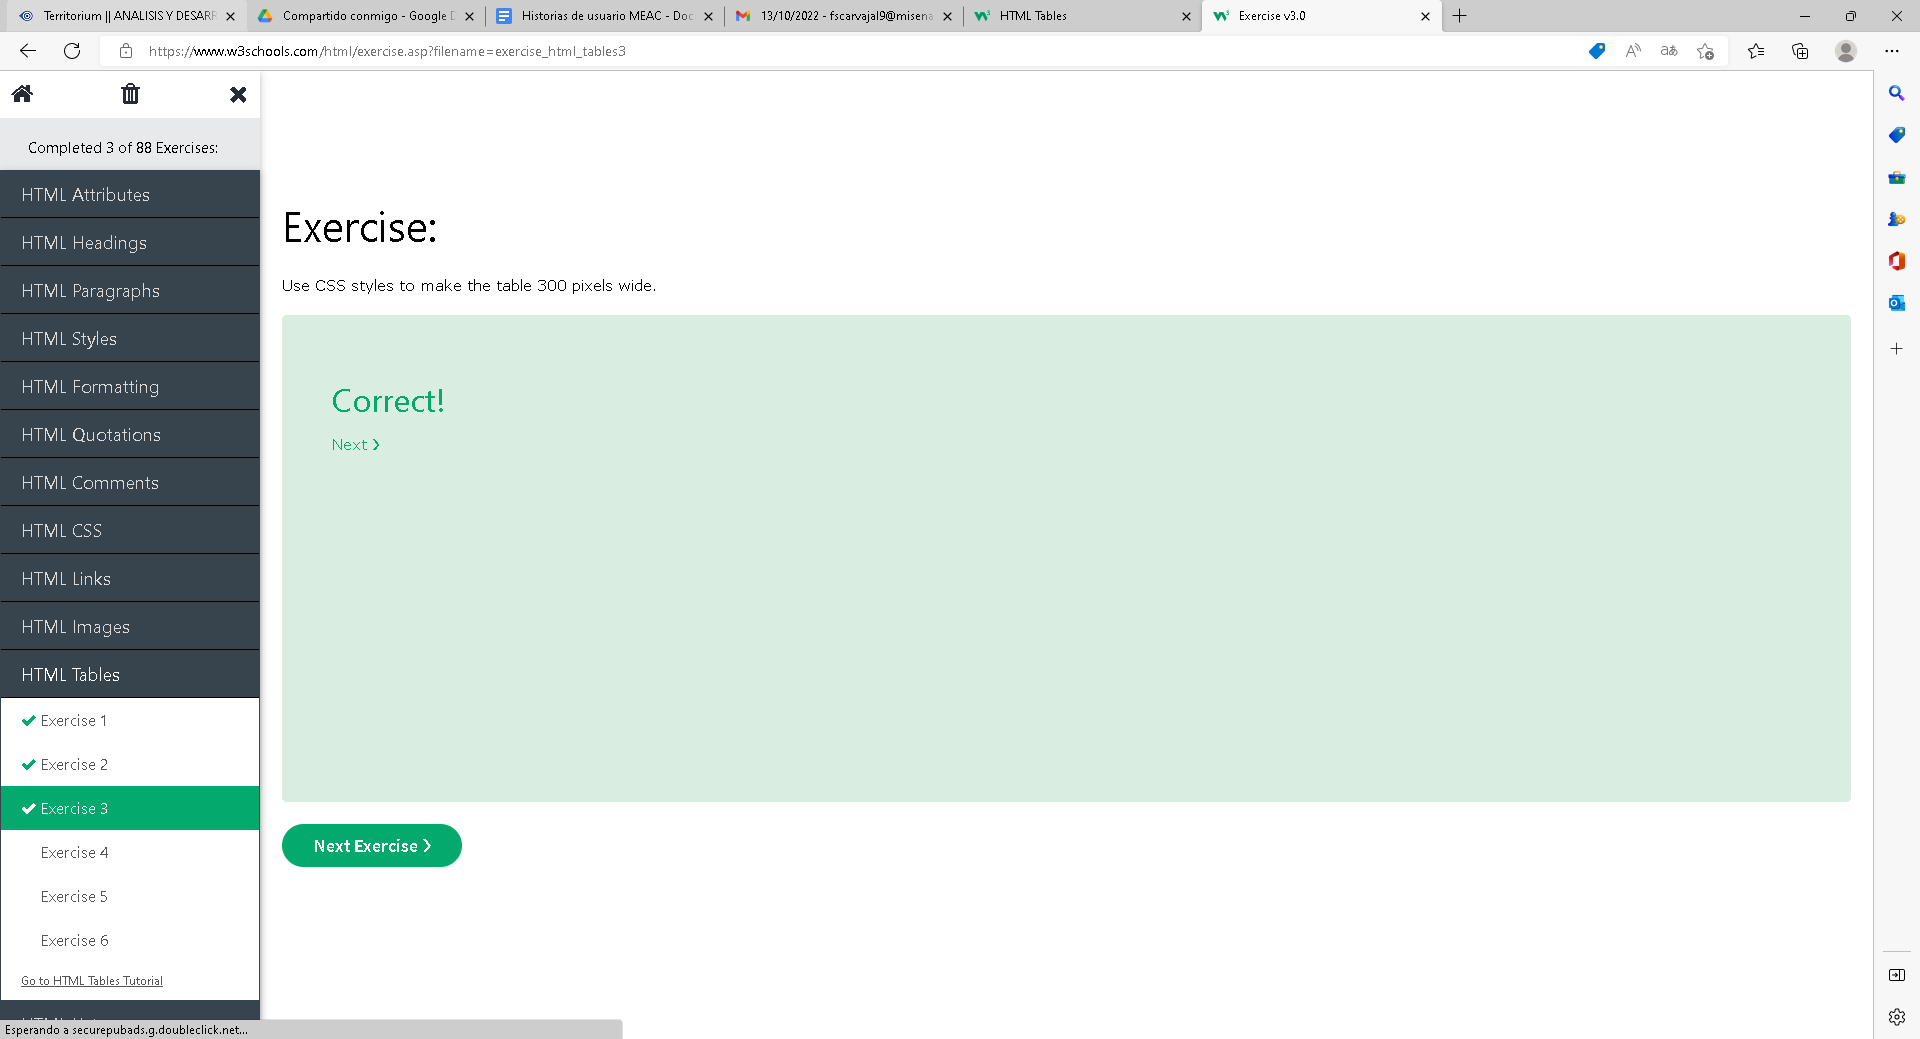 Territorium || ANALISIS Y DESARR
Compartido conmigo - Google D
Historias de usuario MEAC - Doc
13/10/2022 - fscarvajal9@misena
HTML Tables
Exercise v3.0
https://www.w3schools.com/html/exercise.asp?filename=exercise_html_tables3
Completed 3 of 88 Exercises:
HTML Attributes
HTML Headings
HTML Paragraphs
HTML Styles
HTML Formatting
HTML Quotations
HTML Comments
HTML CSS
HTML Links
HTML Images
HTML Tables
Exercise 1
Exercise 2
Exercise 3
Exercise 4
Exercise 5
Exercise 6
Go to HTML Tables Tutorial
Esperando a securepubads.g.doubleclick.net...
Exercise:
Use CSS styles to make the table 300 pixels wide.
Correct!
Next ❯
Next Exercise ❯